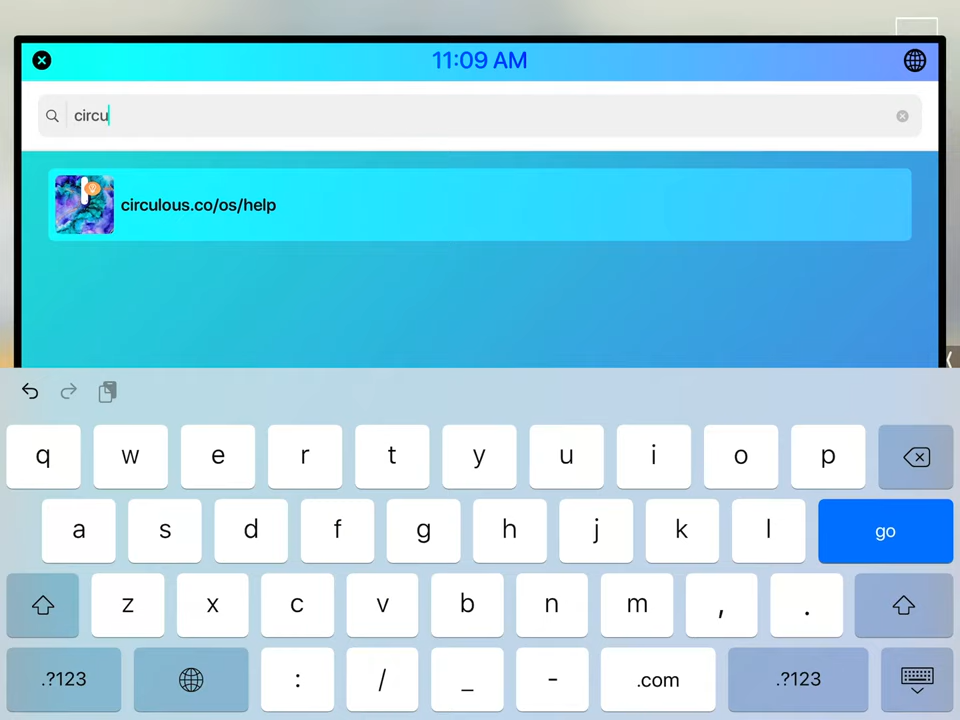 11:09 AM
circu
circulous.co/os/help
q w e r t y u i o p
a s d f g h j k l go
z x c v b n m , .
.?123 : / _ - .com .?123